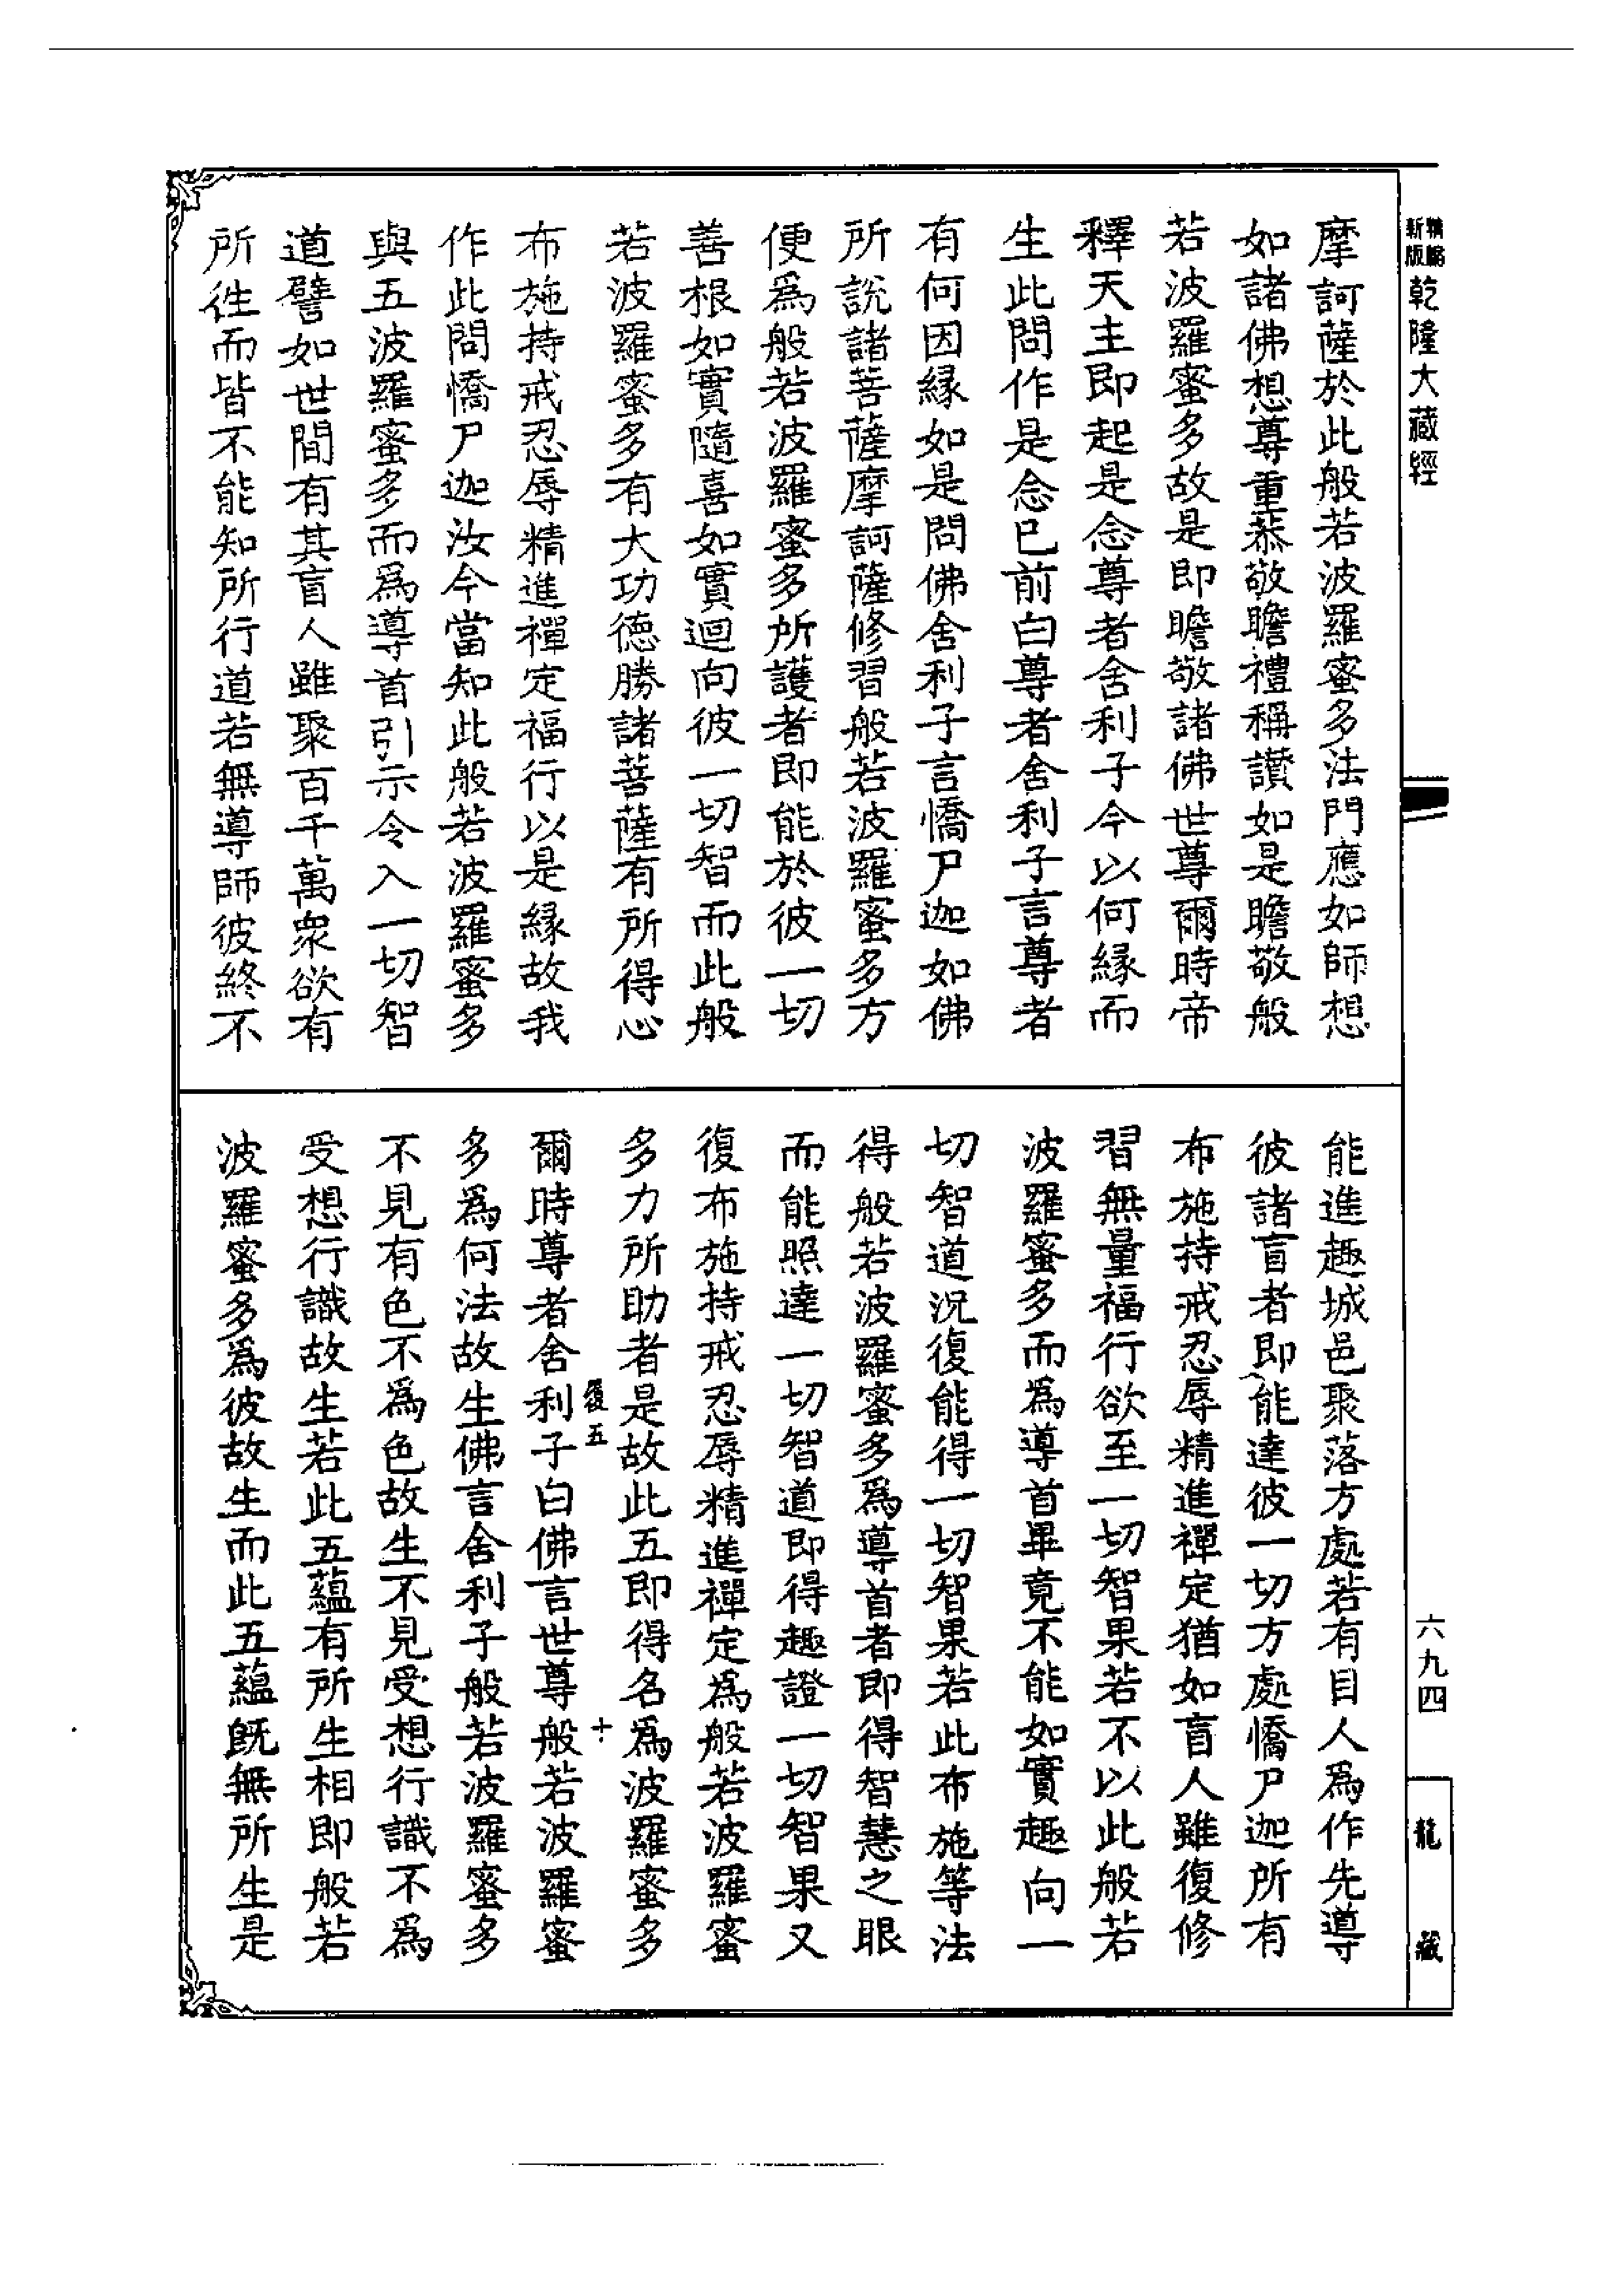 新版精縮乾隆大藏經
摩訶薩於此般若波羅蜜多法門應如師想
如諸佛想尊重恭敬瞻禮稱讚如是瞻敬般
若波羅蜜多故是即瞻敬諸佛世尊爾時帝
釋天主即起是念尊者舍利子今以何緣而
生此問作是念已前白尊者舍利子言尊者
有何因緣如是問佛舍利子言憍尸迦如佛
所說諸菩薩摩訶薩修習般若波羅蜜多方
便為般若波羅蜜多所護者即能於彼一切
善根如實隨喜如實迴向彼一切智而此般
若波羅蜜多有大功德勝諸菩薩有所得心
布施持戒忍辱精進禪定福行以是緣故我
作此問憍尸迦汝今當知此般若波羅蜜多
與五波羅蜜多而為導首引示令入一切智
道譬如世間有其盲人雖聚百千萬衆欲有
所徃而皆不能知所行道若無導師彼終不
能進趣城邑聚落方處若有目人為作先導
彼諸盲者即能達彼一切方處憍尸迦所有
布施持戒忍辱精進禪定猶如盲人雖復修
習無量福行欲至一切智果若不以此般若
波羅蜜多而為導首畢竟不能如實趣向一
切智道況復能得一切智果若此布施等法
得般若波羅蜜多為導首者即得智慧之眼
而能照達一切智道即得趣證一切智果又
復布施持戒忍辱精進禪定為般若波羅蜜
多力所助者是故此五即得名為波羅蜜多
復五
十
爾時尊者舍利子白佛言世尊般若波羅蜜
多為何法故生佛言舍利子般若波羅蜜多
不見有色不為色故生不見受想行識不為
受想行識故生若此五蘊有所生相即般若
波羅蜜多為彼故生而此五蘊旣無所生是
六九四
龍藏